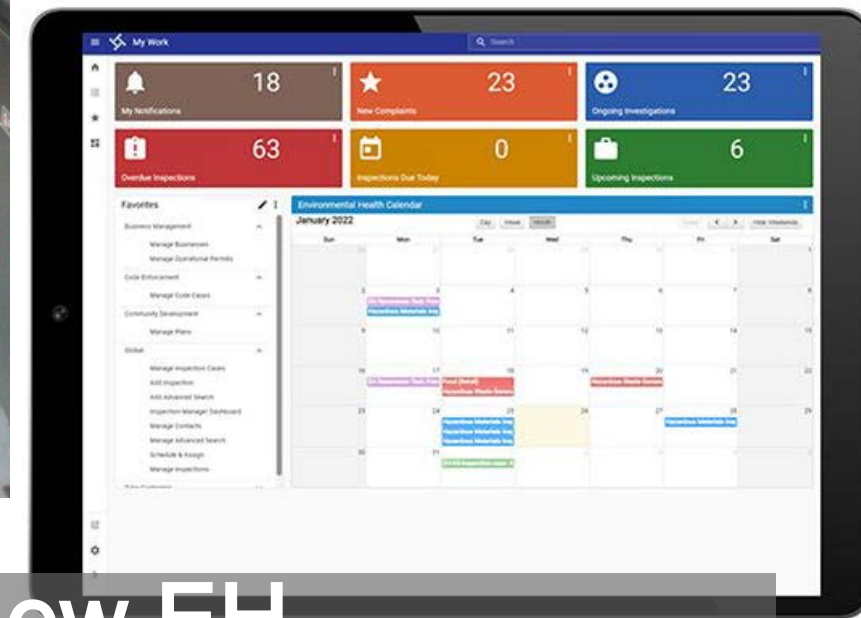 My Work
Search
18
My Notifications
23
New Complaints
23
Ongoing Investigations
63
Overdue Inspections
0
Inspections Due Today
6
Upcoming Inspections
Favorites
Business Management
Manage Businesses
Manage Operational Permits
Code Enforcement
Manage Code Cases
Community Development
Manage Plans
Global
Manage Inspection Cases
Add Inspection
Add Advanced Search
Inspection Manager Dashboard
Manage Contacts
Manage Advanced Search
Schedule & Assign
Manage Inspections
Environmental Health Calendar
January 2022
Day Week Month
Hide Weekends
Sun Mon Tue Wed Thu Fri Sat
1
2 3 4 5 6 7 8
Hazardous Materials Insp
9 10 11 12 13 14 15
16 17 18 19 20 21 22
Food (Retail)
Hazardous Waste Genera
Hazardous Waste Genera
23 24 25 26 27 28 29
Hazardous Materials Insp
Hazardous Materials Insp
Hazardous Materials Insp
Hazardous Materials Insp
30 31
EH